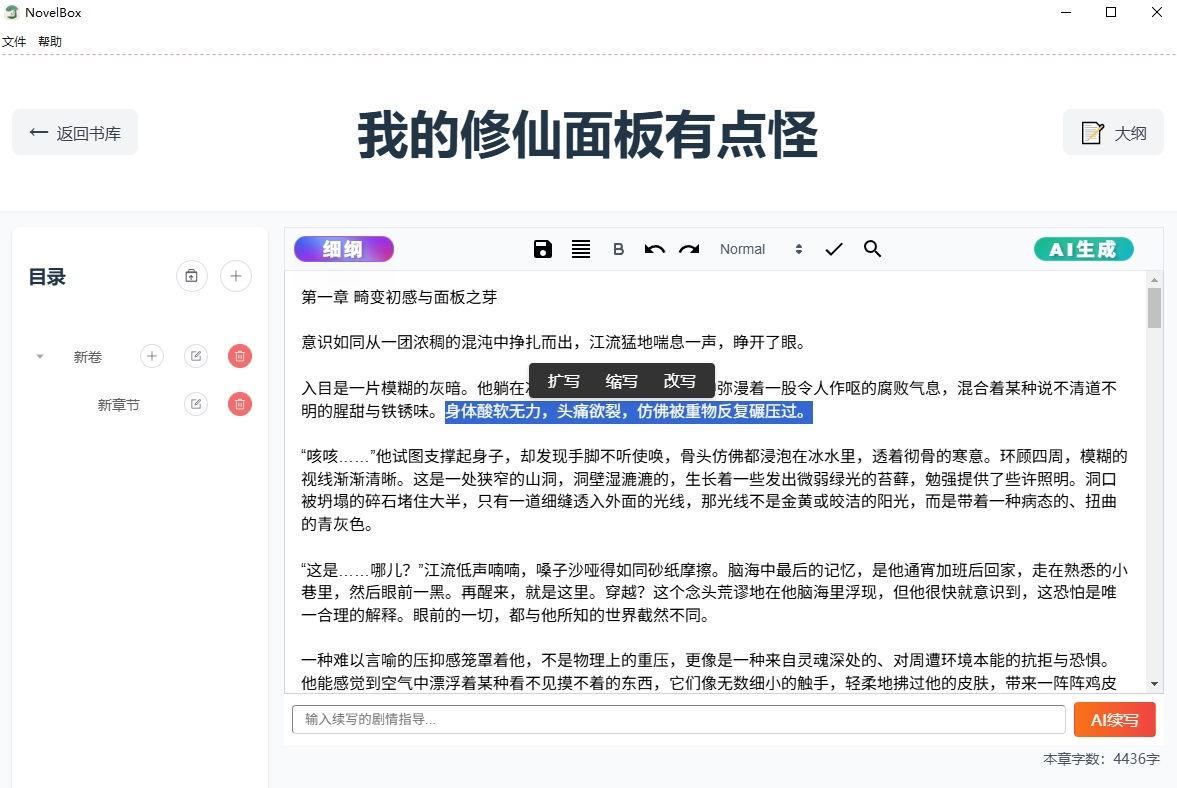 NovelBox
文件 帮助
← 返回书库
我的修仙面板有点怪
大纲
目录
新卷
新章节
细纲
B
Normal
AI生成
第一章 畸变初感与面板之芽
意识如同从一团浓稠的混沌中挣扎而出，江流猛地喘息一声，睁开了眼。
扩写 缩写 改写
入目是一片模糊的灰暗。他躺在 弥漫着一股令人作呕的腐败气息，混合着某种说不清道不
明的腥甜与铁锈味。身体酸软无力，头痛欲裂，仿佛被重物反复碾压过。
“咳咳……”他试图支撑起身子，却发现手脚不听使唤，骨头仿佛都浸泡在冰水里，透着彻骨的寒意。环顾四周，模糊的
视线渐渐清晰。这是一处狭窄的山洞，洞壁湿漉漉的，生长着一些发出微弱绿光的苔藓，勉强提供了些许照明。洞口
被坍塌的碎石堵住大半，只有一道细缝透入外面的光线，那光线不是金黄或皎洁的阳光，而是带着一种病态的、扭曲
的青灰色。
“这是……哪儿？”江流低声喃喃，嗓子沙哑得如同砂纸摩擦。脑海中最后的记忆，是他通宵加班后回家，走在熟悉的小
巷里，然后眼前一黑。再醒来，就是这里。穿越？这个念头荒谬地在他脑海里浮现，但他很快就意识到，这恐怕是唯
一合理的解释。眼前的一切，都与他所知的世界截然不同。
一种难以言喻的压抑感笼罩着他，不是物理上的重压，更像是一种来自灵魂深处的、对周遭环境本能的抗拒与恐惧。
他能感觉到空气中漂浮着某种看不见摸不着的东西，它们像无数细小的触手，轻柔地拂过他的皮肤，带来一阵阵鸡皮
输入续写的剧情指导...
AI续写
本章字数：4436字